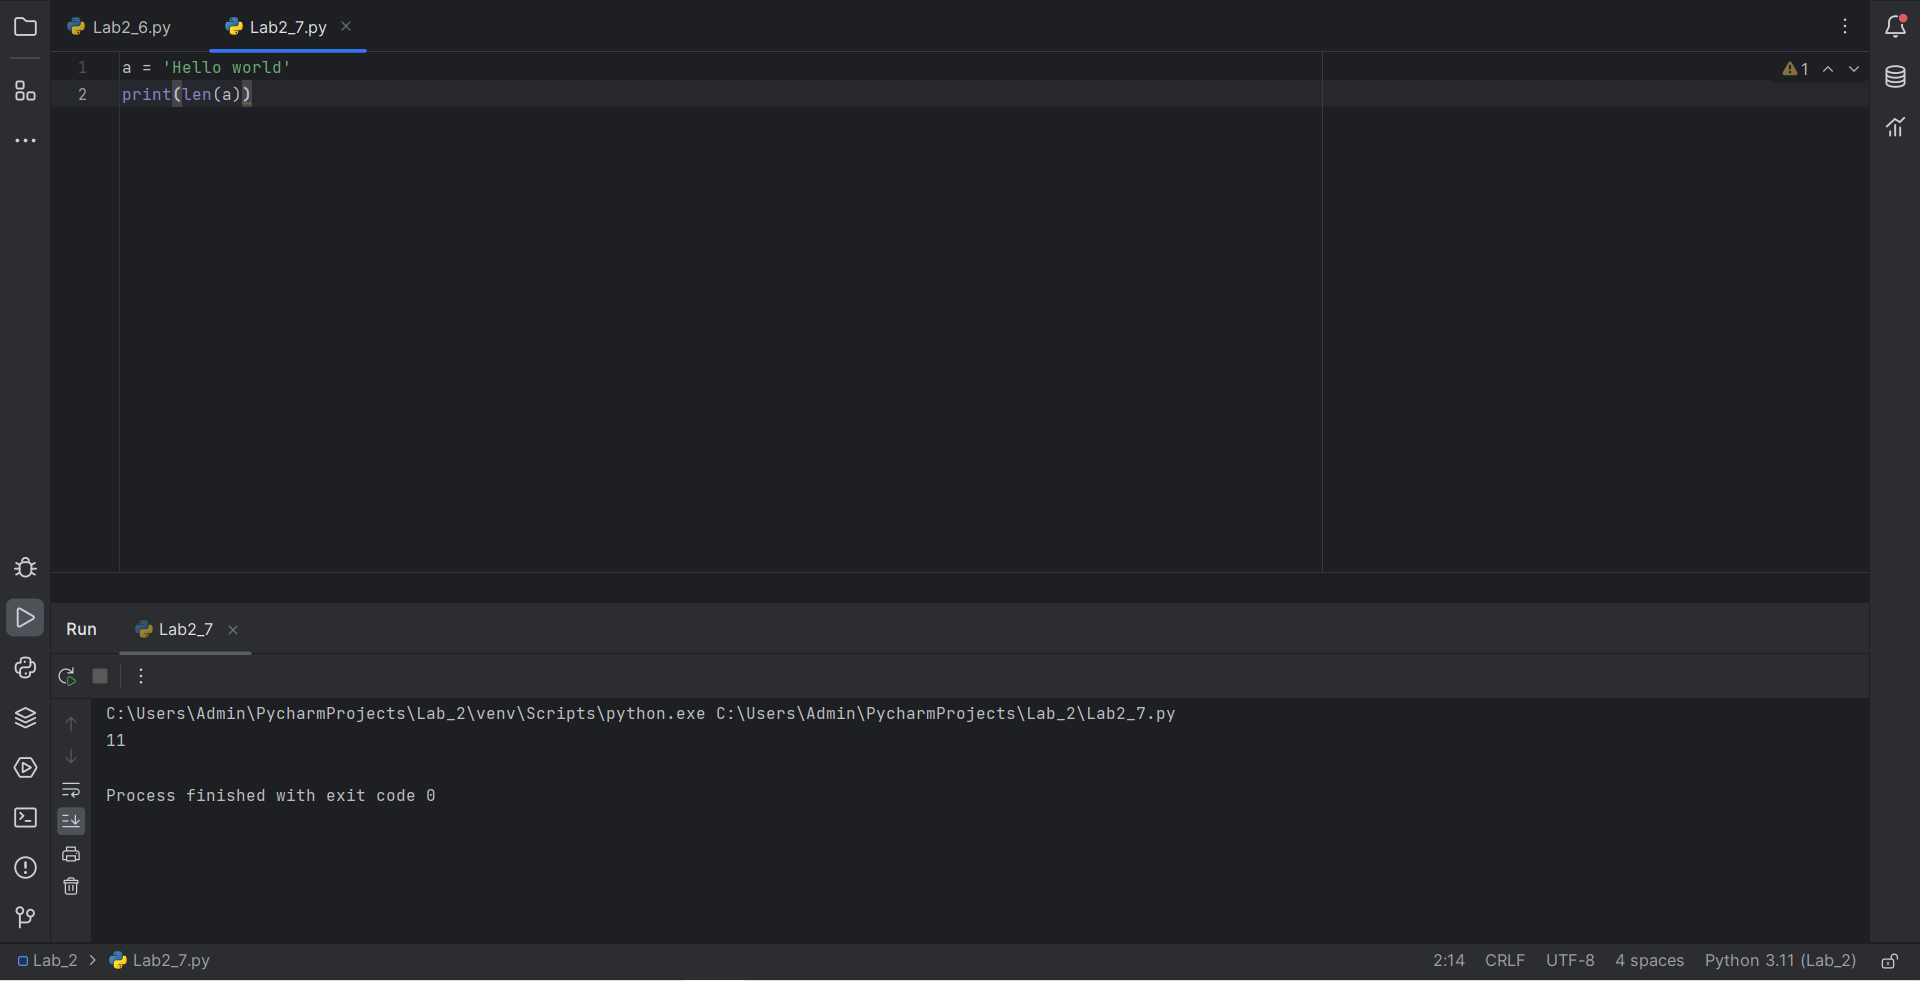 Lab2_6.py Lab2_7.py
1 a = 'Hello world' 1
2 print(len(a))
Run Lab2_7
C:\Users\Admin\PycharmProjects\Lab_2\venv\Scripts\python.exe C:\Users\Admin\PycharmProjects\Lab_2\Lab2_7.py
11
Process finished with exit code 0
Lab_2 > Lab2_7.py 2:14 CRLF UTF-8 4 spaces Python 3.11 (Lab_2)